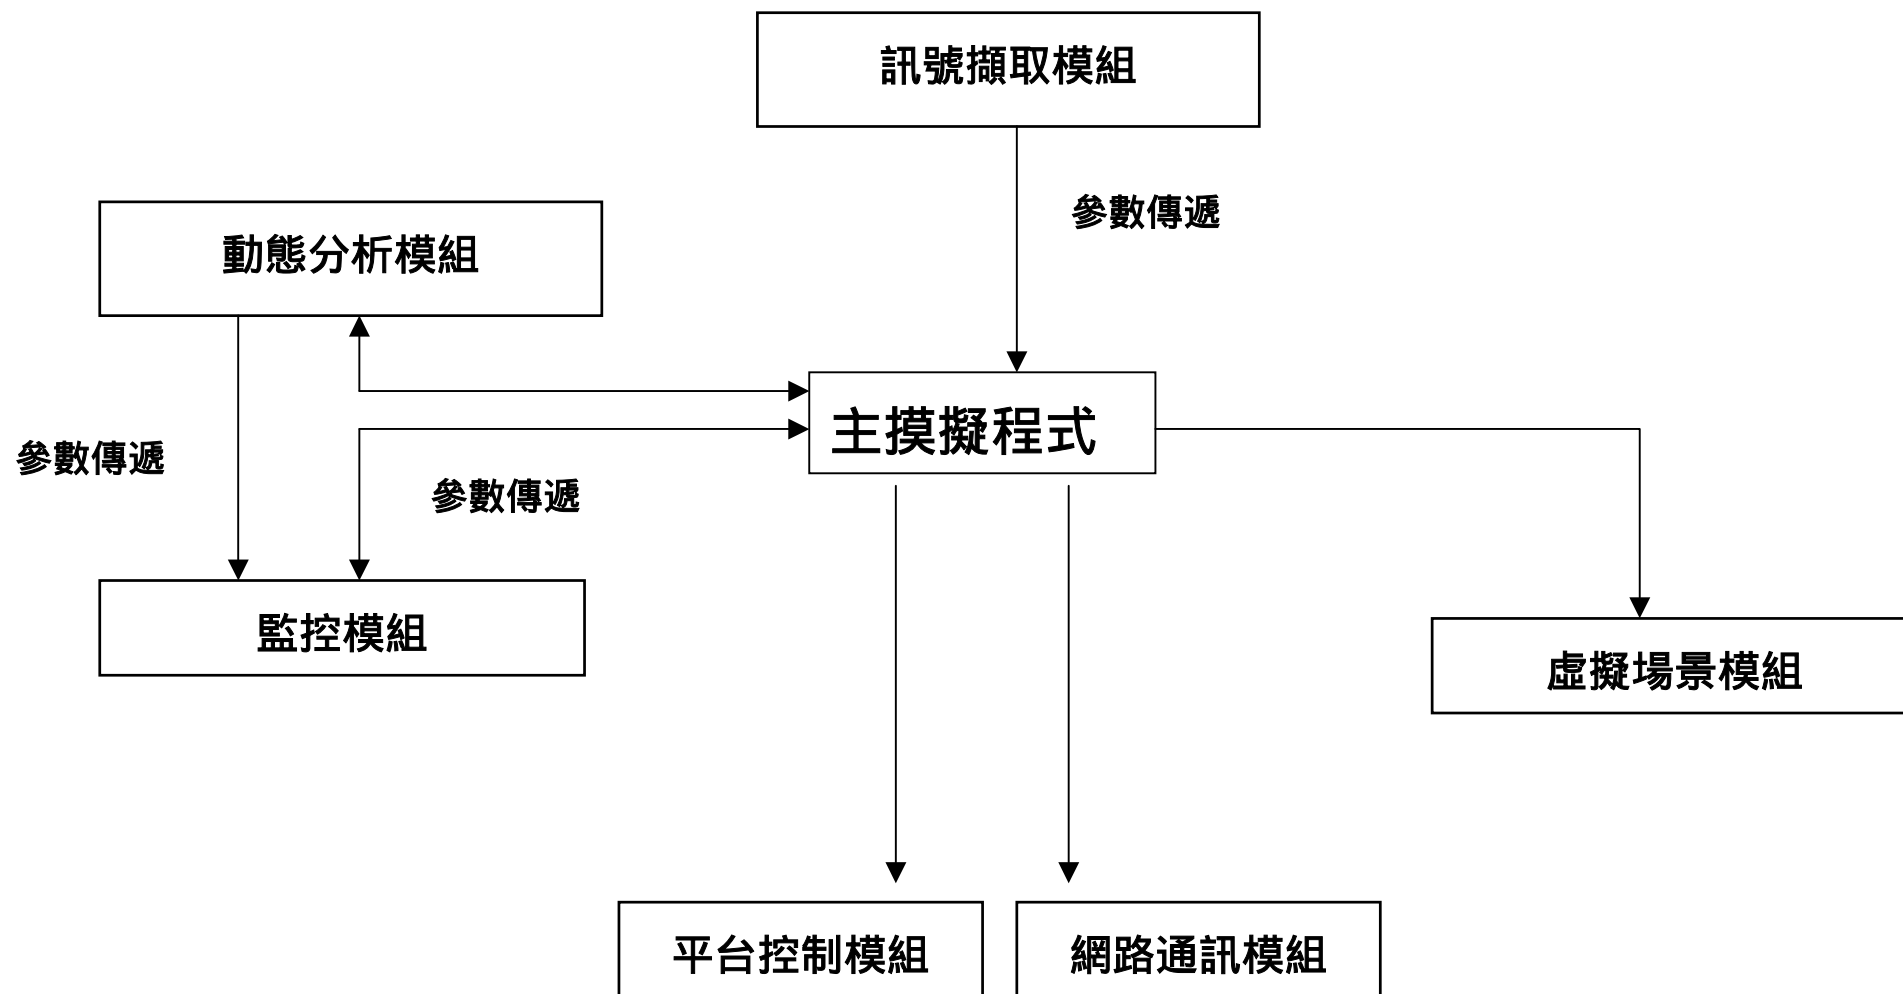 訊號擷取模組
參數傳遞
動態分析模組
主摸擬程式
參數傳遞
參數傳遞
監控模組
虛擬場景模組
平台控制模組
網路通訊模組